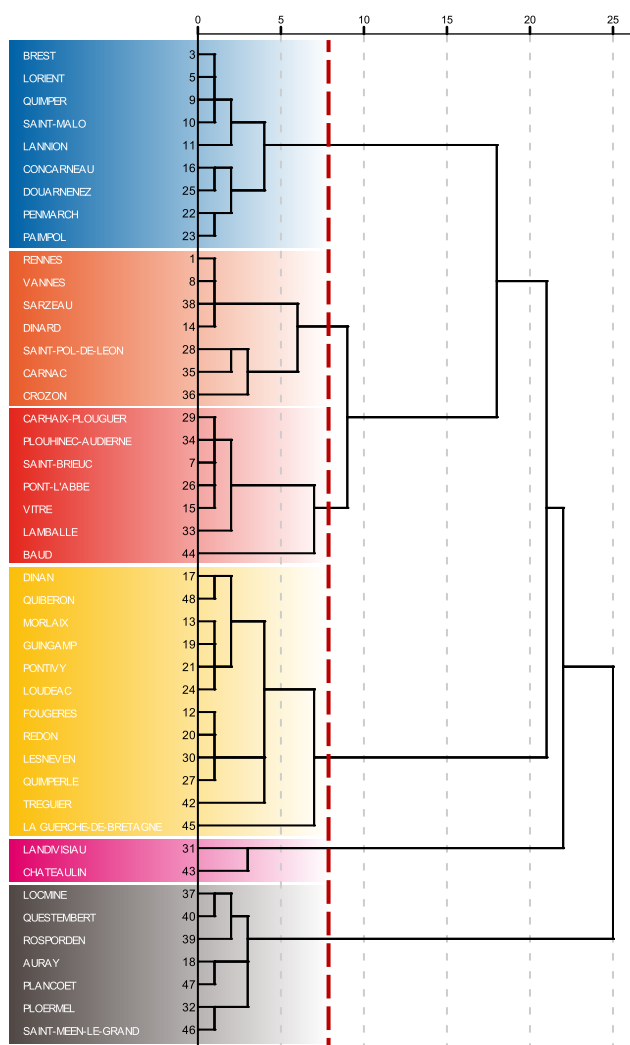 0 5 10 15 20 25
BREST 3
LORIENT 5
QUIMPER 9
SAINT-MALO 10
LANNION 11
CONCARNEAU 16
DOUARNENEZ 25
PENMARCH 22
PAIMPOL 23
RENNES 1
VANNES 8
SARZEAU 38
DINARD 14
SAINT-POL-DE-LEON 28
CARNAC 35
CROZON 36
CARHAIX-PLOUGUER 29
PLOUHINEC-AUDIERNE 34
SAINT-BRIEUC 7
PONT-L'ABBE 26
VITRE 15
LAMBALLE 33
BAUD 44
DINAN 17
QUIBERON 48
MORLAIX 13
GUINGAMP 19
PONTIVY 21
LOUDEAC 24
FOUGERES 12
REDON 20
LESNEVEN 30
QUIMPERLE 27
TREGUIER 42
LA GUERCHE-DE-BRETAGNE 45
LANDIVISIAU 31
CHATEAULIN 43
LOCMINE 37
QUESTEMBERT 40
ROSPORDEN 39
AURAY 18
PLANCOET 47
PLOERMEL 32
SAINT-MEEN-LE-GRAND 46